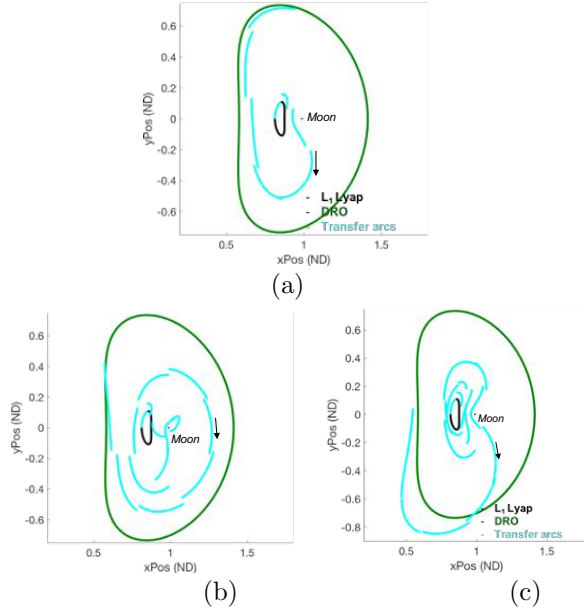 0.6
0.4
0.2
0
-0.2
-0.4
-0.6
yPos (ND)
Moon
L1 Lyap
DRO
Transfer arcs
0.5
1
1.5
xPos (ND)
(a)
0.6
0.4
0.2
0
-0.2
-0.4
-0.6
yPos (ND)
Moon
0.5
1
1.5
xPos (ND)
(b)
0.6
0.4
0.2
0
-0.2
-0.4
-0.6
-0.8
yPos (ND)
Moon
L1 Lyap
DRO
Transfer arcs
0.5
1
1.5
xPos (ND)
(c)